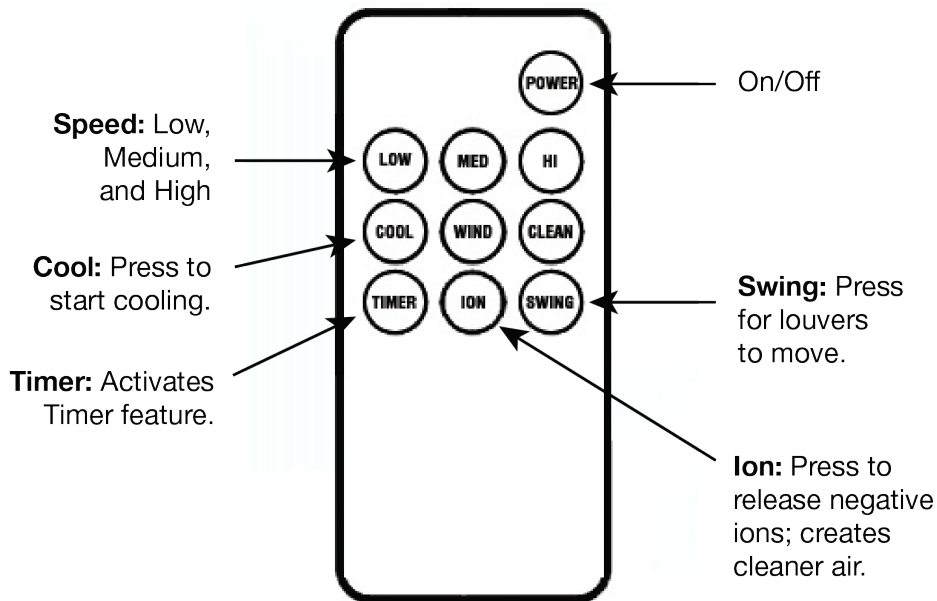 POWER
On/Off
Speed: Low,
Medium,
and High
LOW MED HI
COOL WIND CLEAN
Cool: Press to
start cooling.
TIMER ION SWING
Swing: Press
for louvers
to move.
Timer: Activates
Timer feature.
Ion: Press to
release negative
ions; creates
cleaner air.